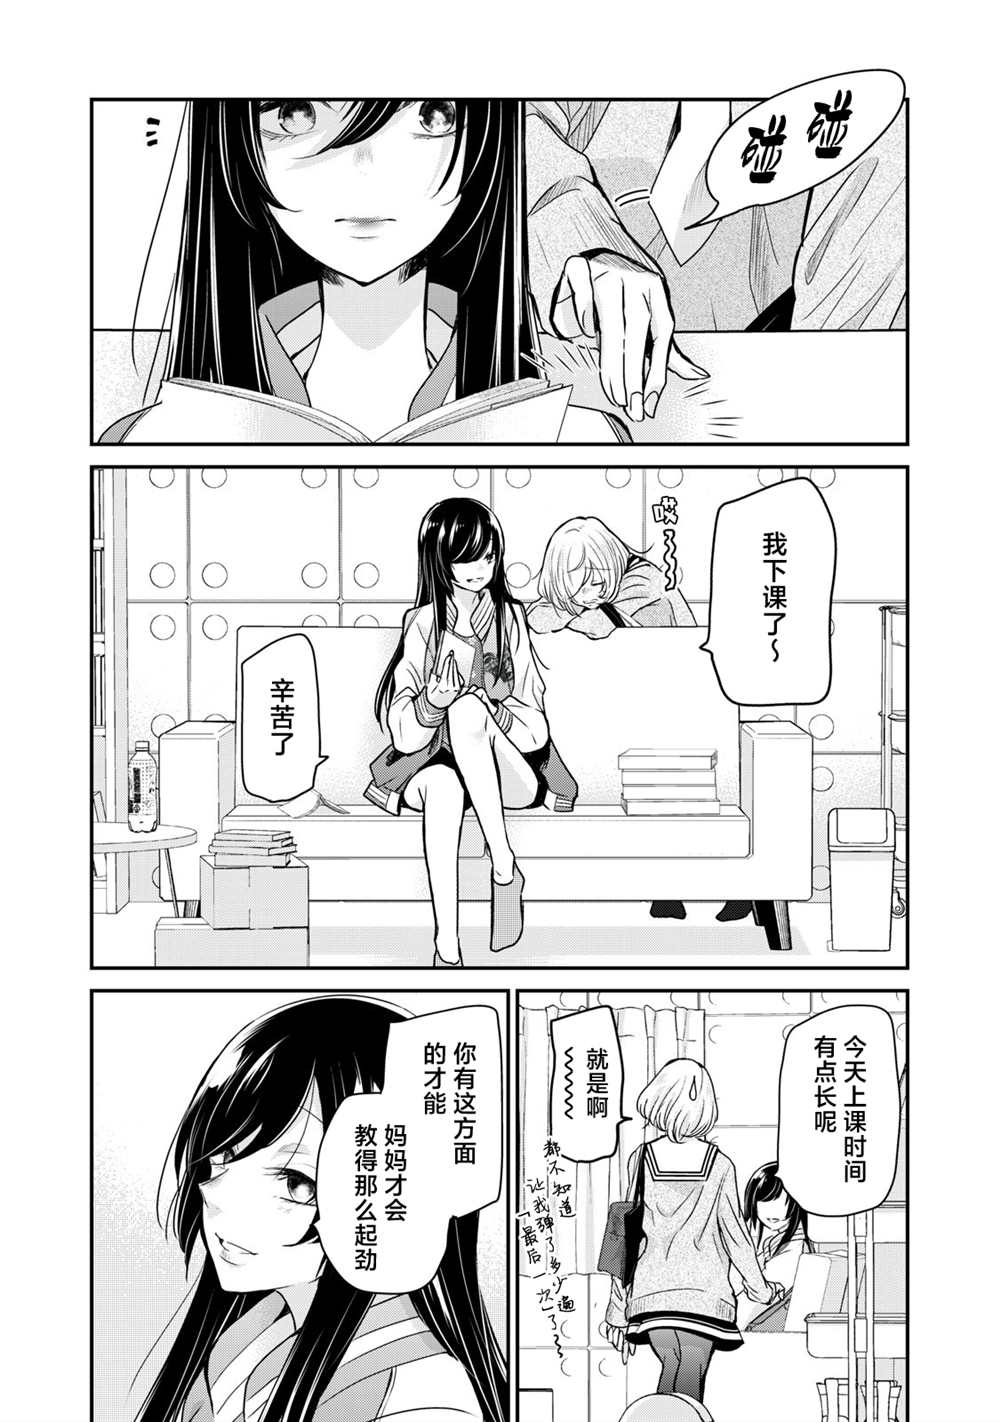 碰
碰
我下课了～
哎～～
辛苦了
今天上课时间
有点长呢
就是啊～～
都不知道
让我弹了多少遍
「最后一次」了～
你有这方面
的才能
妈妈才会
教得那么起劲